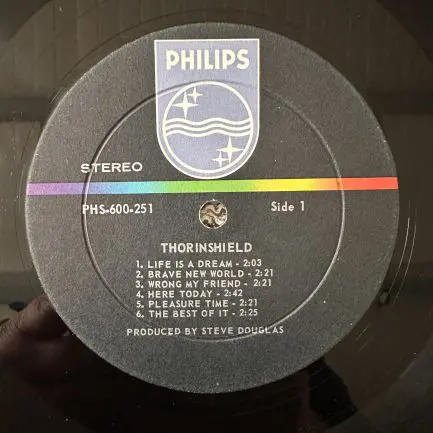 PHILIPS
STEREO
PHS-600-251 Side 1
THORINSHIELD
1. LIFE IS A DREAM - 2:03
2. BRAVE NEW WORLD - 2:21
3. WRONG MY FRIEND - 2:21
4. HERE TODAY - 2:42
5. PLEASURE TIME - 2:21
6. THE BEST OF IT - 2:25
PRODUCED BY STEVE DOUGLAS